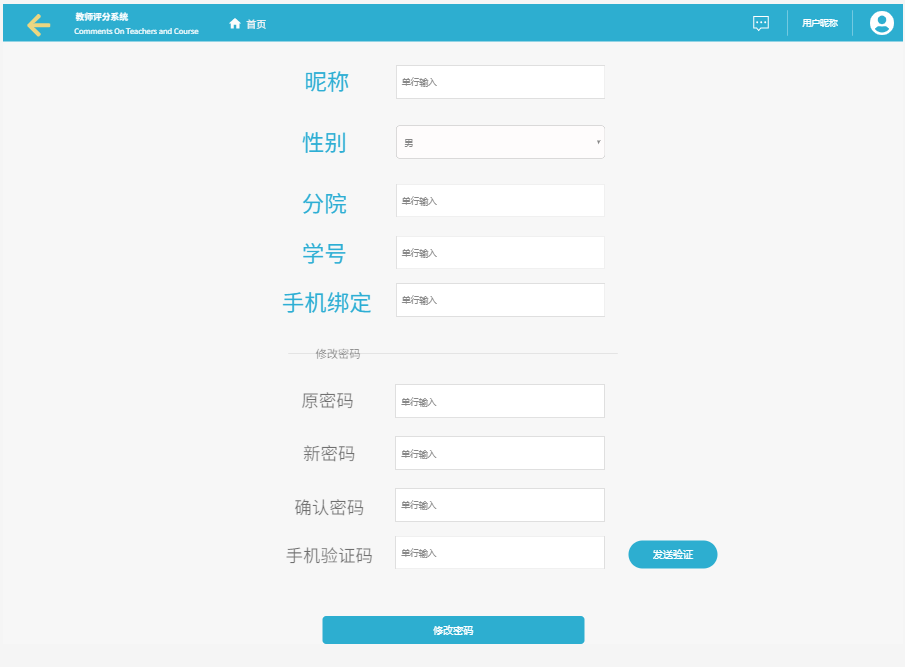 教师评分系统
Comments On Teachers and Course
首页
用户昵称
昵称
单行输入
性别
男
分院
单行输入
学号
单行输入
手机绑定
单行输入
修改密码
原密码
单行输入
新密码
单行输入
确认密码
单行输入
手机验证码
单行输入
发送验证
修改密码